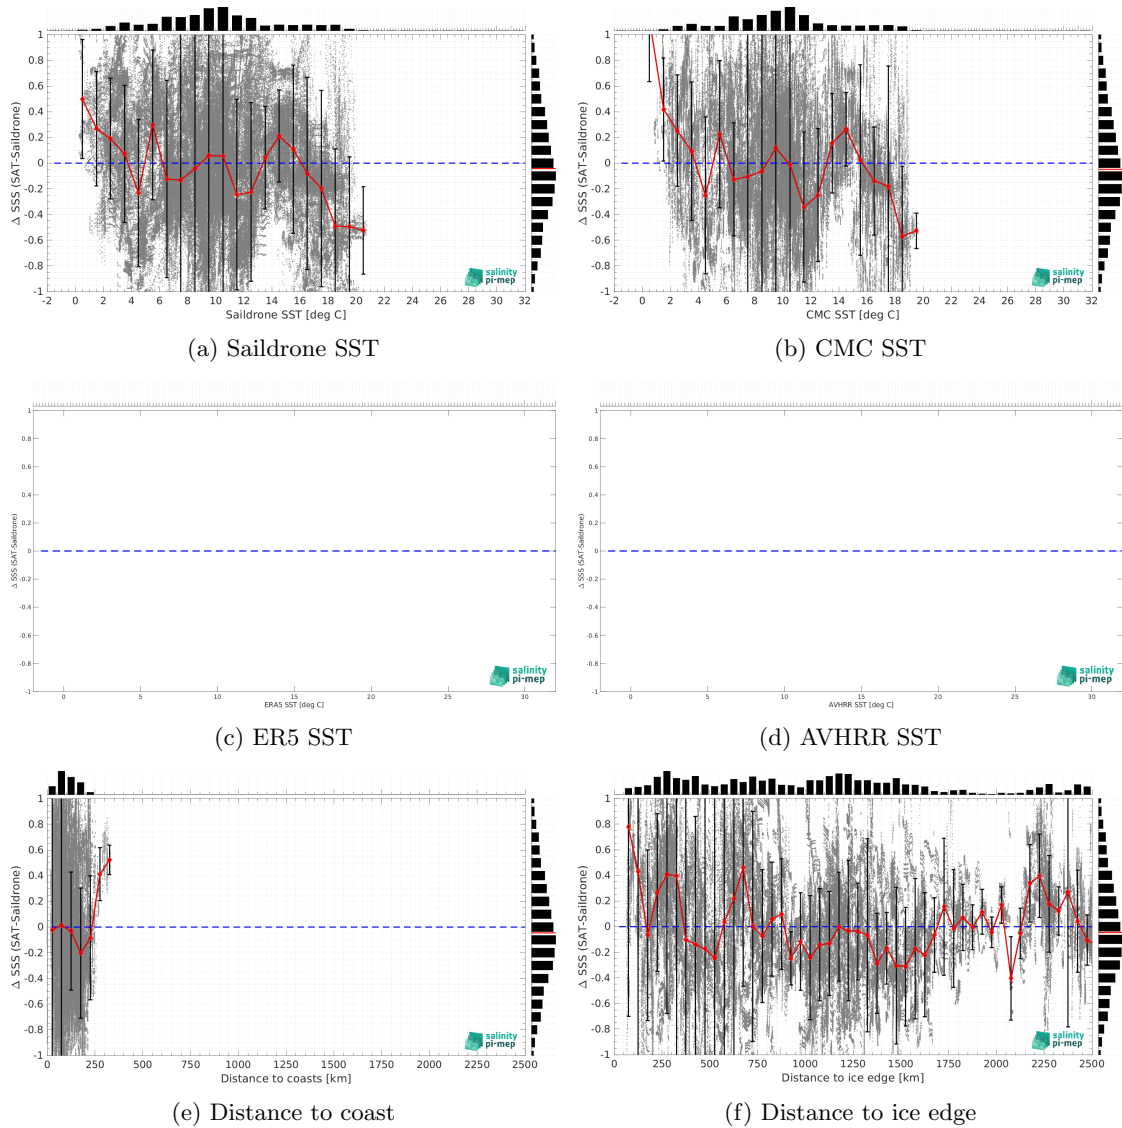 1
0.8
0.6
0.4
0.2
0
-0.2
-0.4
-0.6
-0.8
-1
Δ SSS (SAT-Saildrone)
salinity
pi-mep
-2 0 2 4 6 8 10 12 14 16 18 20 22 24 26 28 30 32
Saildrone SST [deg C]
(a) Saildrone SST
1
0.8
0.6
0.4
0.2
0
-0.2
-0.4
-0.6
-0.8
-1
Δ SSS (SAT-Saildrone)
salinity
pi-mep
-2 0 2 4 6 8 10 12 14 16 18 20 22 24 26 28 30 32
CMC SST [deg C]
(b) CMC SST
1
0.8
0.6
0.4
0.2
0
-0.2
-0.4
-0.6
-0.8
-1
Δ SSS (SAT-Saildrone)
salinity
pi-mep
0 5 10 15 20 25 30
ERA5 SST [deg C]
(c) ER5 SST
1
0.8
0.6
0.4
0.2
0
-0.2
-0.4
-0.6
-0.8
-1
Δ SSS (SAT-Saildrone)
salinity
pi-mep
0 5 10 15 20 25 30
AVHRR SST [deg C]
(d) AVHRR SST
1
0.8
0.6
0.4
0.2
0
-0.2
-0.4
-0.6
-0.8
-1
Δ SSS (SAT-Saildrone)
salinity
pi-mep
0 250 500 750 1000 1250 1500 1750 2000 2250 2500
Distance to coasts [km]
(e) Distance to coast
1
0.8
0.6
0.4
0.2
0
-0.2
-0.4
-0.6
-0.8
-1
Δ SSS (SAT-Saildrone)
salinity
pi-mep
0 250 500 750 1000 1250 1500 1750 2000 2250 2500
Distance to ice edge [km]
(f) Distance to ice edge